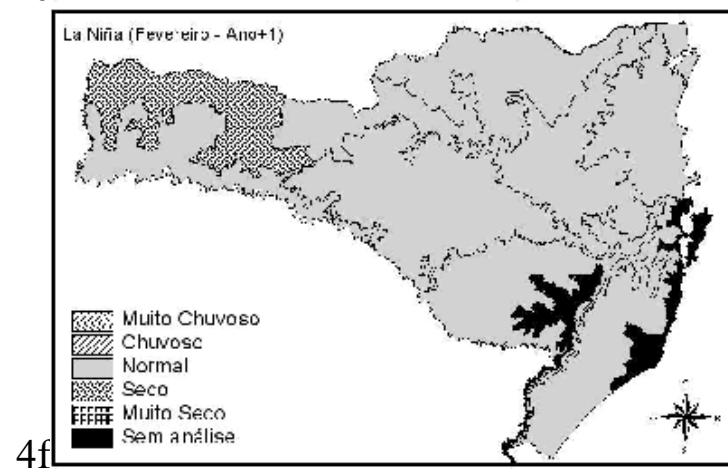 La Niña (Fevereiro - Ano+1)
Muito Chuvoso
Chuvoso
Normal
Seco
Muito Seco
Sem análise
4f